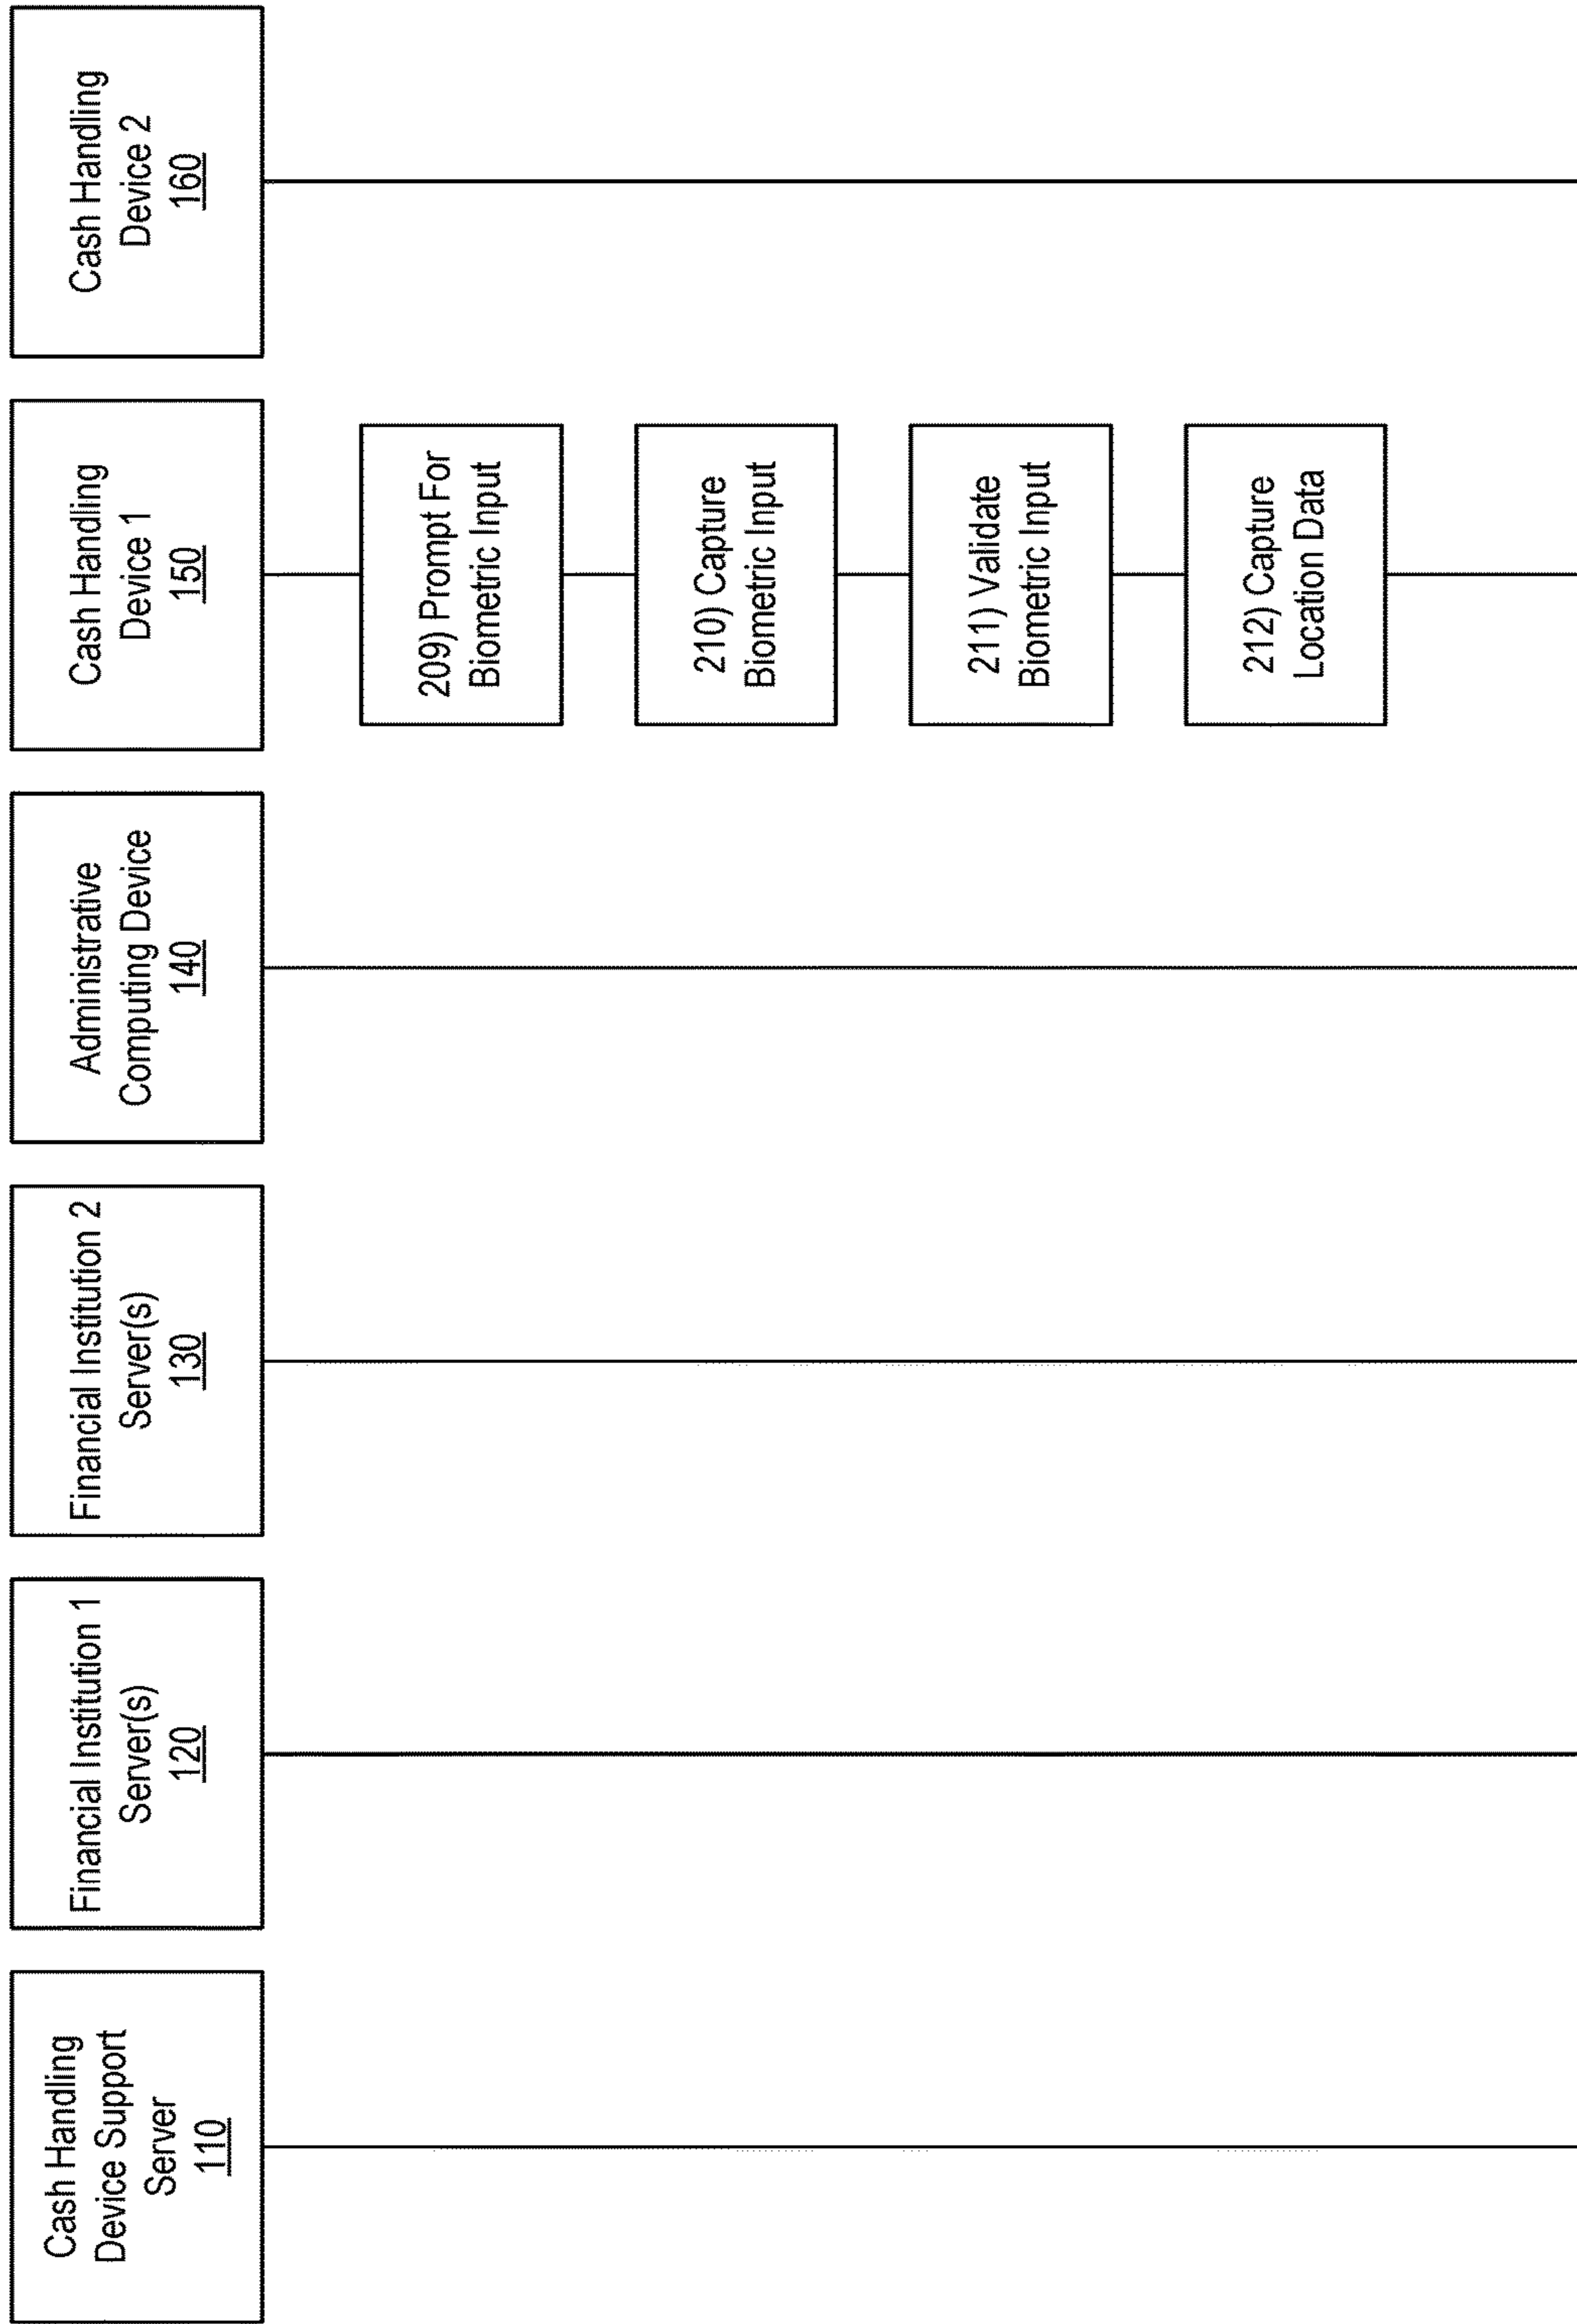 Cash Handling
Device Support
Server
110
Financial Institution 1
Server(s)
120
Financial Institution 2
Server(s)
130
Administrative
Computing Device
140
Cash Handling
Device 1
150
Cash Handling
Device 2
160
209) Prompt For
Biometric Input
210) Capture
Biometric Input
211) Validate
Biometric Input
212) Capture
Location Data